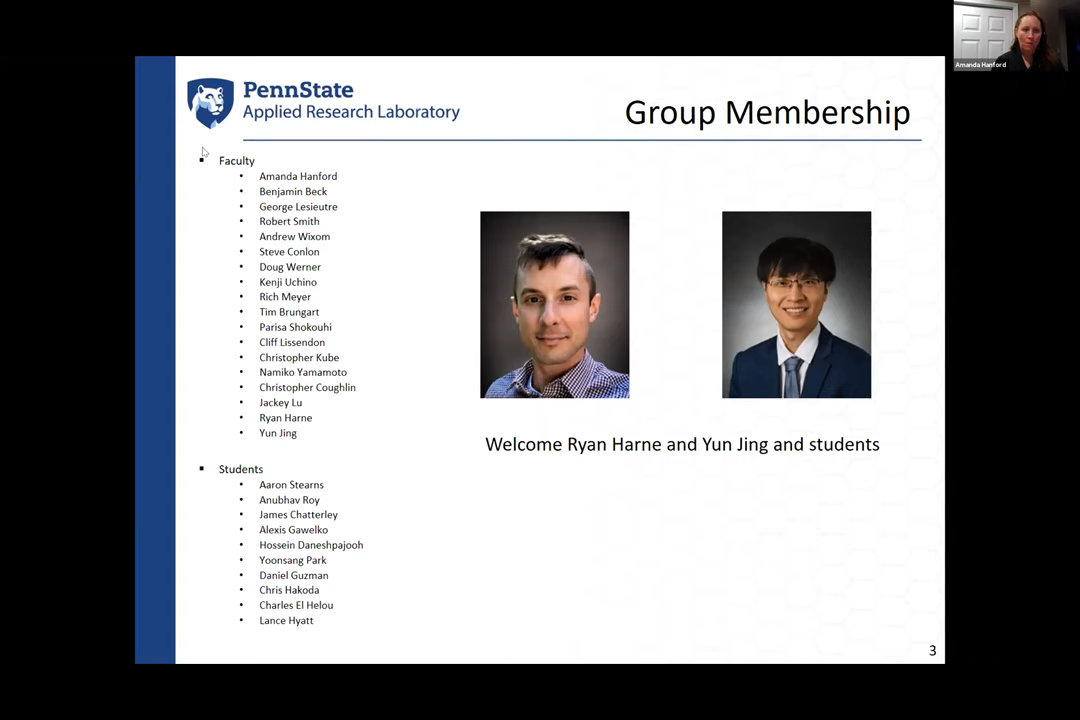 PennState
Applied Research Laboratory
Group Membership
Amanda Hanford
Faculty
Amanda Hanford
Benjamin Beck
George Lesieutre
Robert Smith
Andrew Wixom
Steve Conlon
Doug Werner
Kenji Uchino
Rich Meyer
Tim Brungart
Parisa Shokouhi
Cliff Lissendon
Christopher Kube
Namiko Yamamoto
Christopher Coughlin
Jackey Lu
Ryan Harne
Yun Jing
Welcome Ryan Harne and Yun Jing and students
Students
Aaron Stearns
Anubhav Roy
James Chatterley
Alexis Gawelko
Hossein Daneshpajooh
Yoonsang Park
Daniel Guzman
Chris Hakoda
Charles El Helou
Lance Hyatt
3